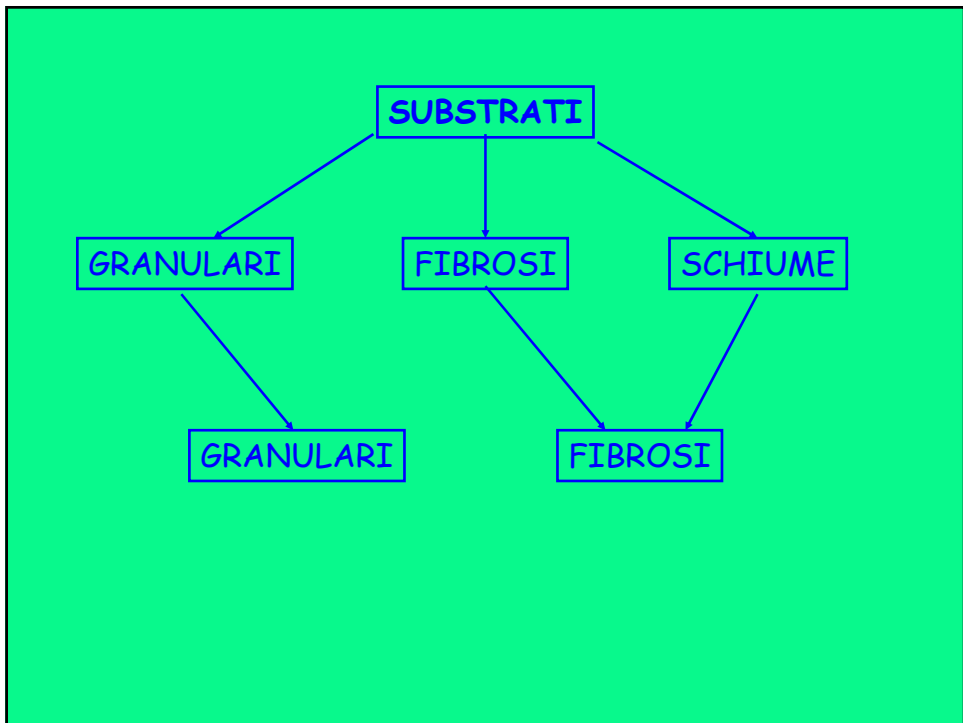 SUBSTRATI
GRANULARI
FIBROSI
SCHIUME
GRANULARI
FIBROSI